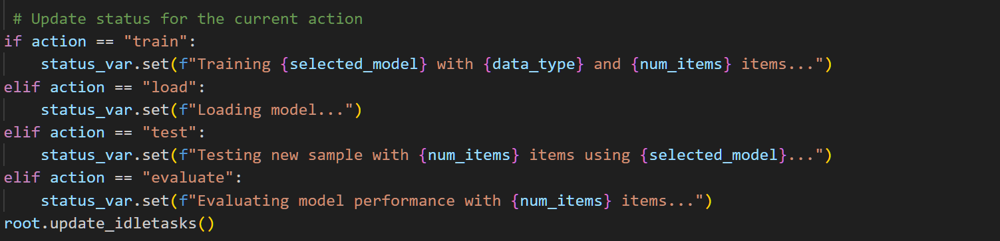 # Update status for the current action
if action == "train":
    status_var.set(f"Training {selected_model} with {data_type} and {num_items} items...")
elif action == "load":
    status_var.set(f"Loading model...")
elif action == "test":
    status_var.set(f"Testing new sample with {num_items} items using {selected_model}...")
elif action == "evaluate":
    status_var.set(f"Evaluating model performance with {num_items} items...")
root.update_idletasks()